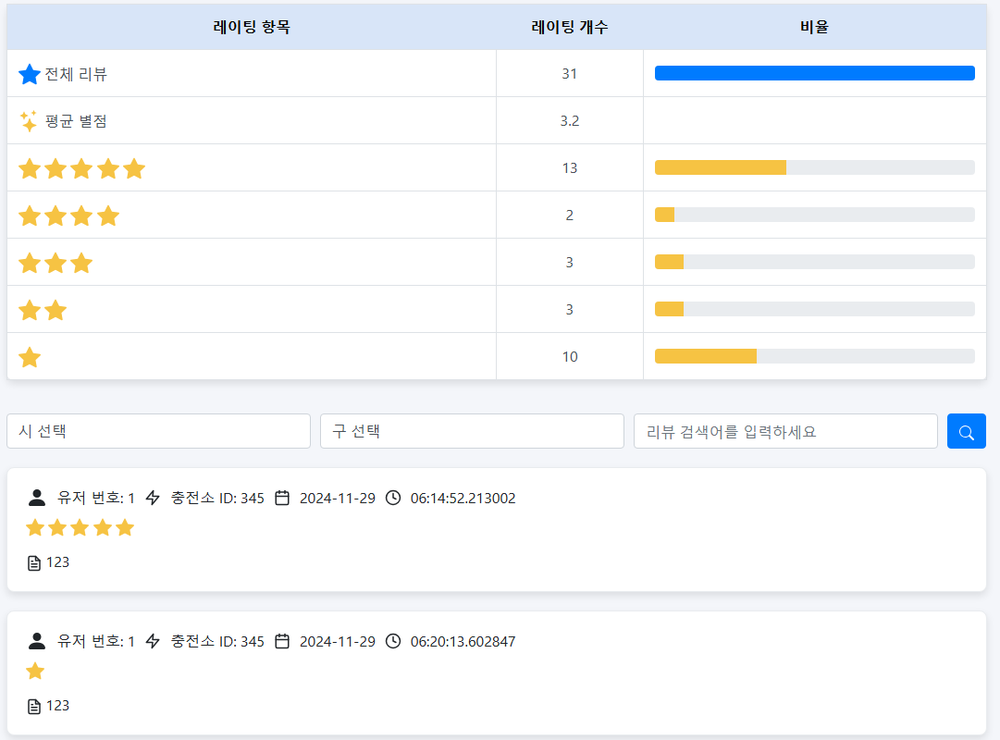 레이팅 항목 레이팅 개수 비율
전체 리뷰 31
평균 별점 3.2
13
2
3
3
10
시 선택 구 선택 리뷰 검색어를 입력하세요
유저 번호: 1 충전소 ID: 345 2024-11-29 06:14:52.213002
123
유저 번호: 1 충전소 ID: 345 2024-11-29 06:20:13.602847
123